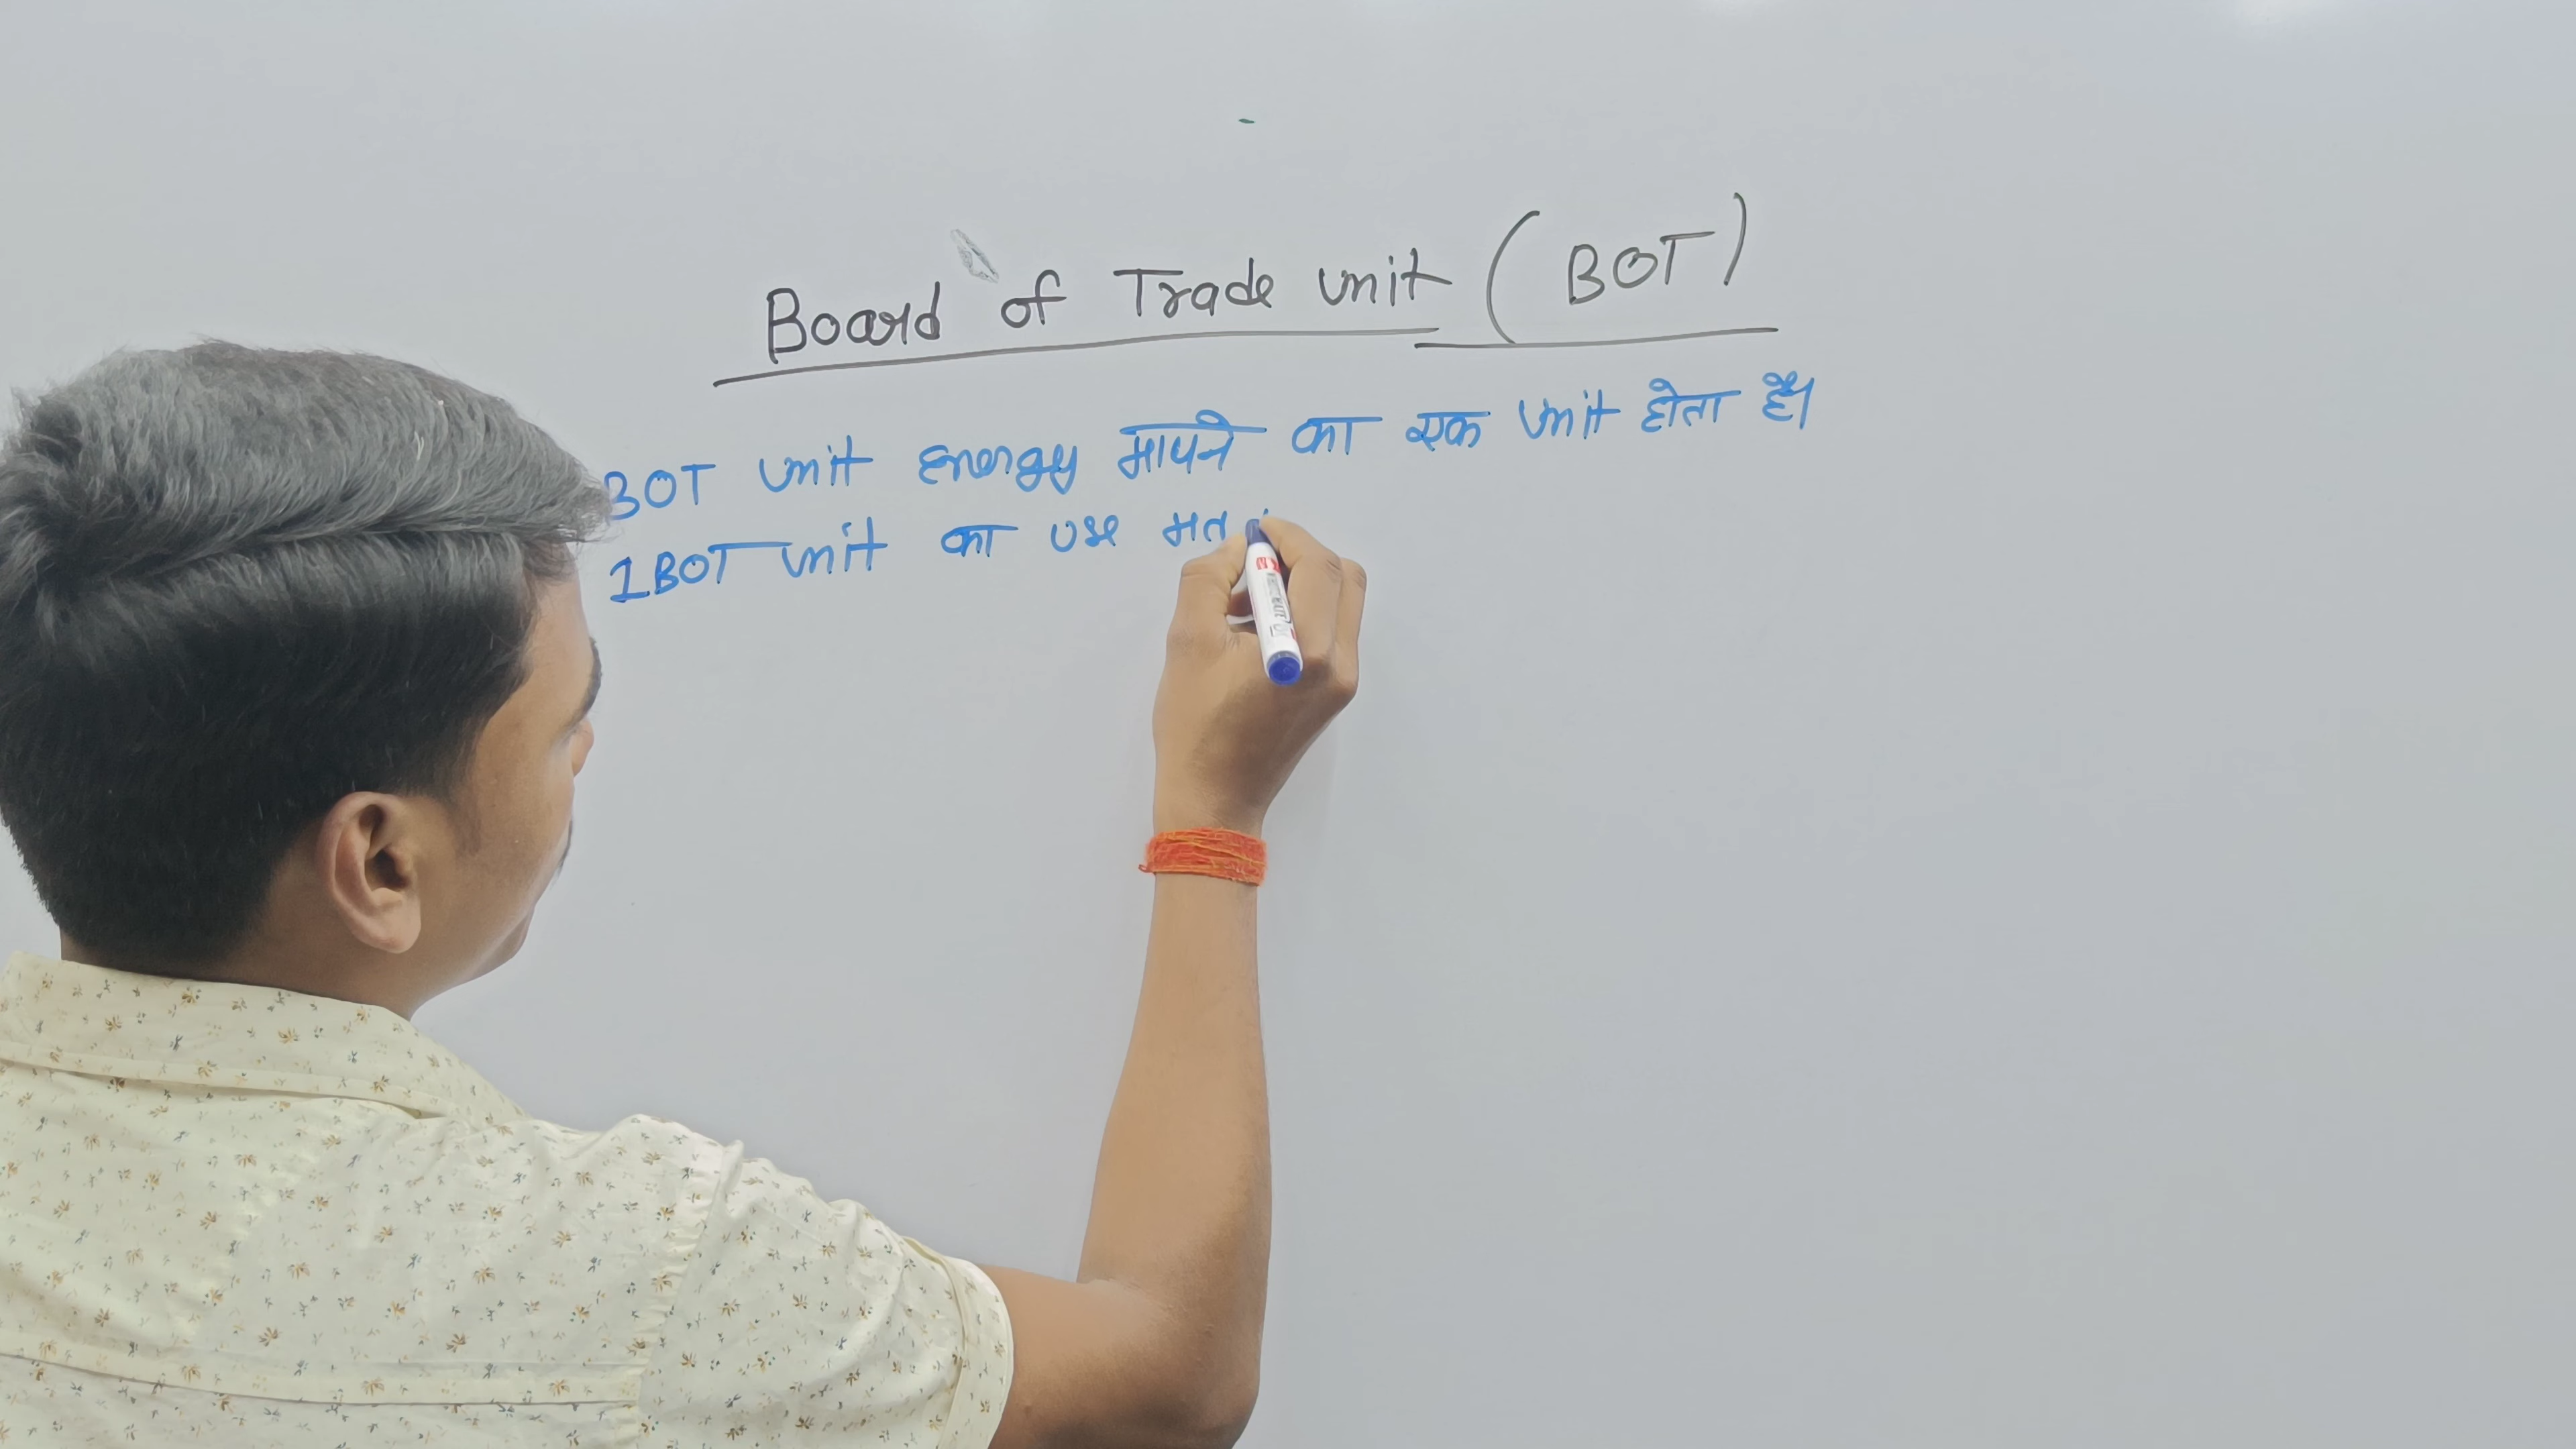 Board of Trade unit (BOT)
BOT unit Energy मापने का एक unit होता है।
1BOT unit का use मत